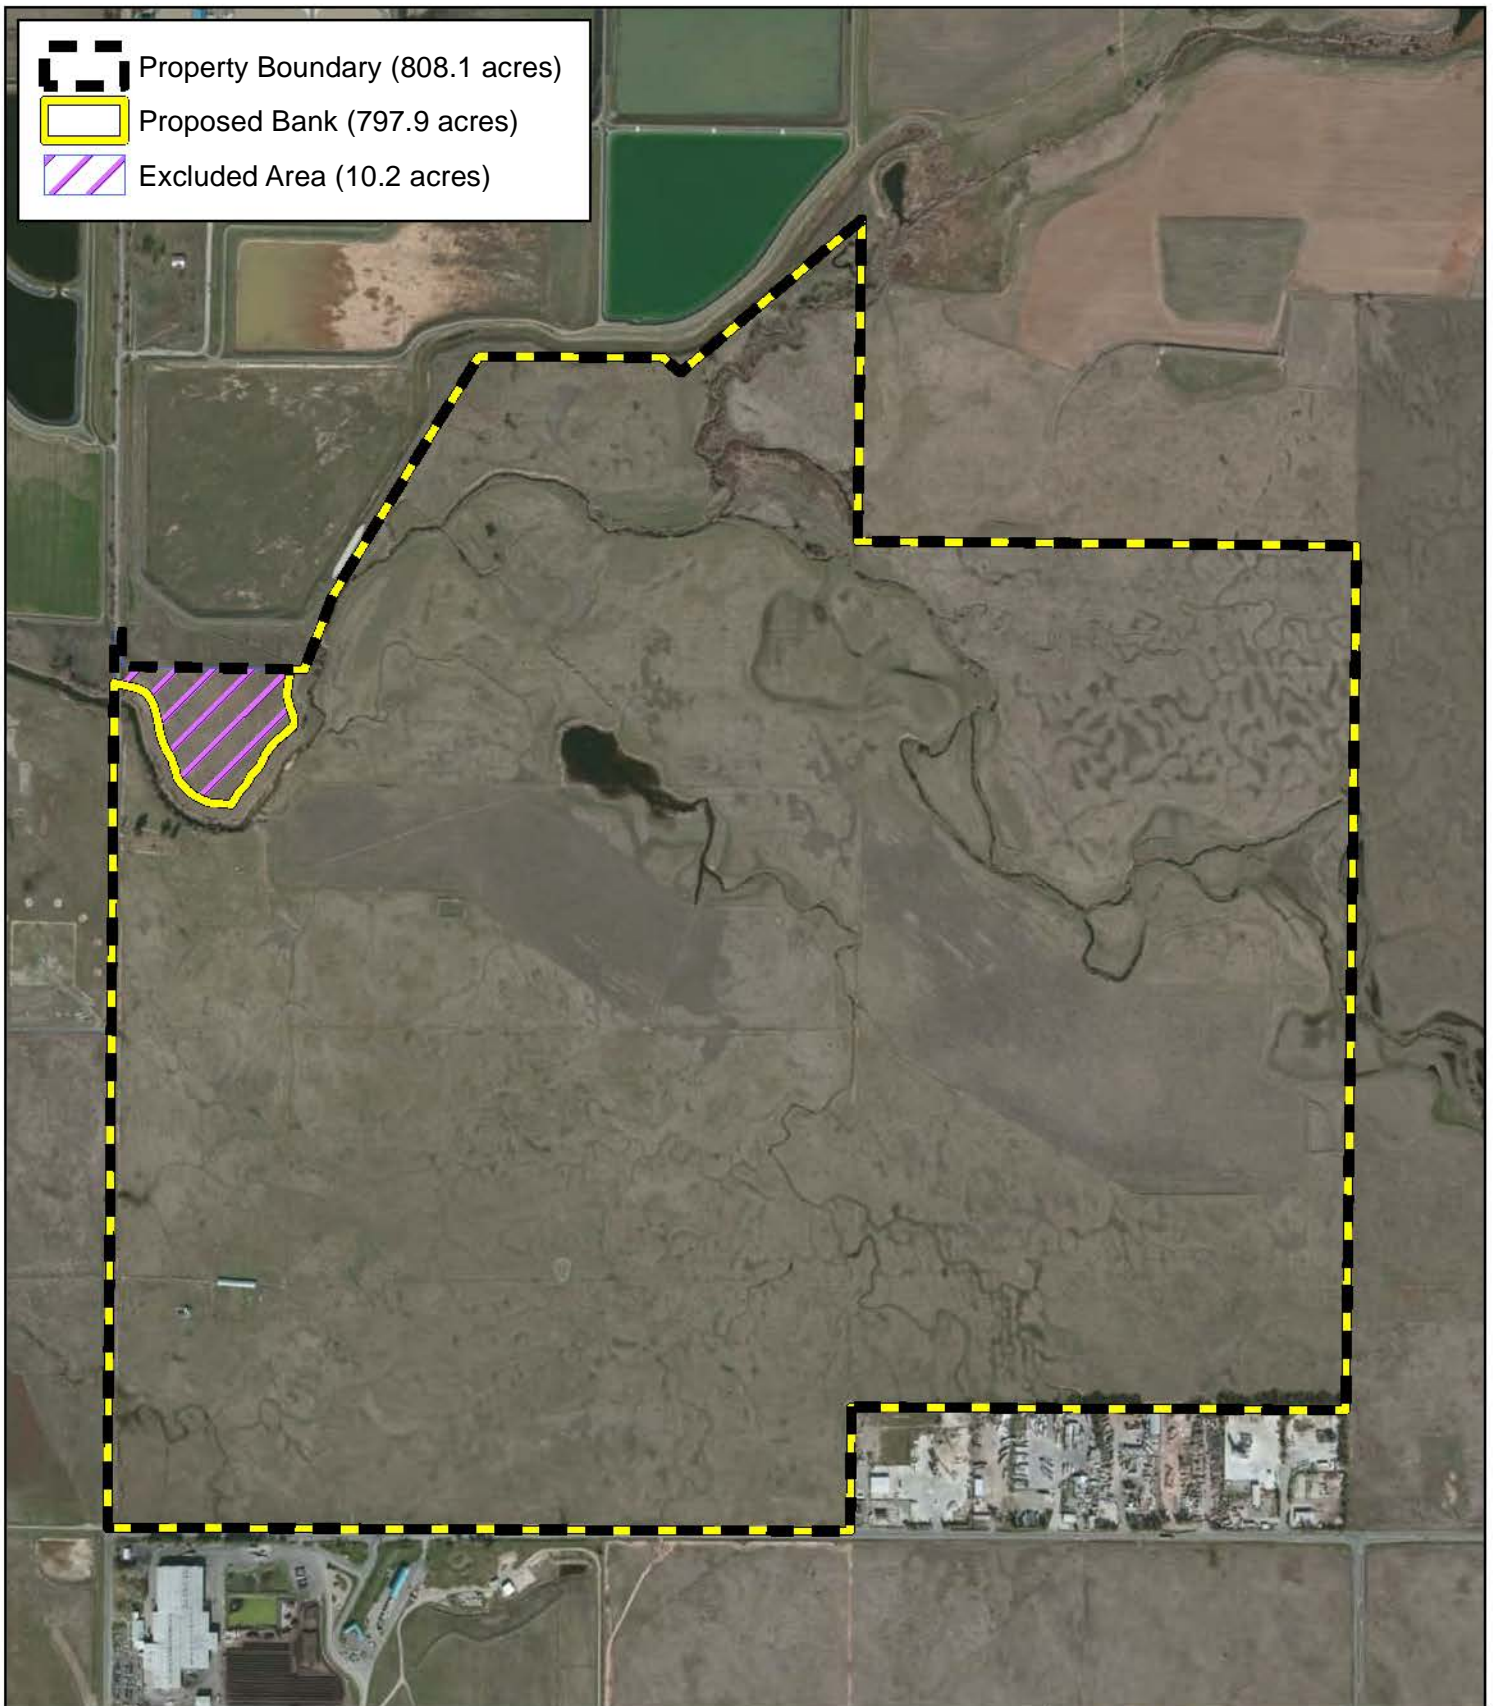 Property Boundary (808.1 acres)
Proposed Bank (797.9 acres)
Excluded Area (10.2 acres)